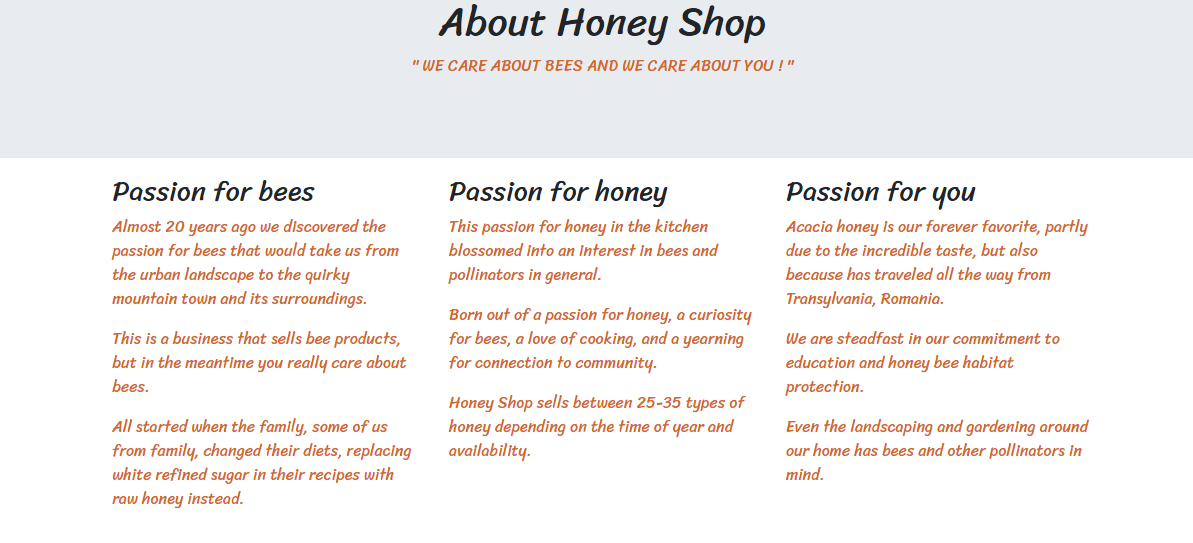 About Honey Shop
" WE CARE ABOUT BEES AND WE CARE ABOUT YOU ! "
Passion for bees
Almost 20 years ago we discovered the
passion for bees that would take us from
the urban landscape to the quirky
mountain town and its surroundings.
This is a business that sells bee products,
but in the meantime you really care about
bees.
All started when the family, some of us
from family, changed their diets, replacing
white refined sugar in their recipes with
raw honey instead.
Passion for honey
This passion for honey in the kitchen
blossomed into an interest in bees and
pollinators in general.
Born out of a passion for honey, a curiosity
for bees, a love of cooking, and a yearning
for connection to community.
Honey Shop sells between 25-35 types of
honey depending on the time of year and
availability.
Passion for you
Acacia honey is our forever favorite, partly
due to the incredible taste, but also
because has traveled all the way from
Transylvania, Romania.
We are steadfast in our commitment to
education and honey bee habitat
protection.
Even the landscaping and gardening around
our home has bees and other pollinators in
mind.